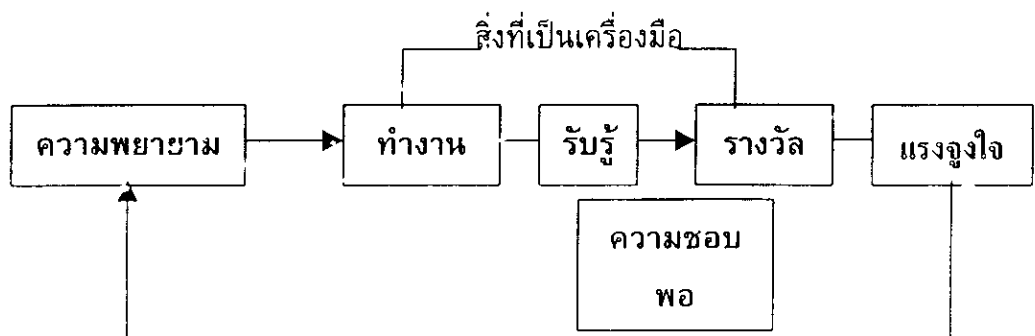 สิ่งที่เป็นเครื่องมือ
ความพยายาม
ทำงาน
รับรู้
รางวัล
แรงจูงใจ
ความชอบ
พอ